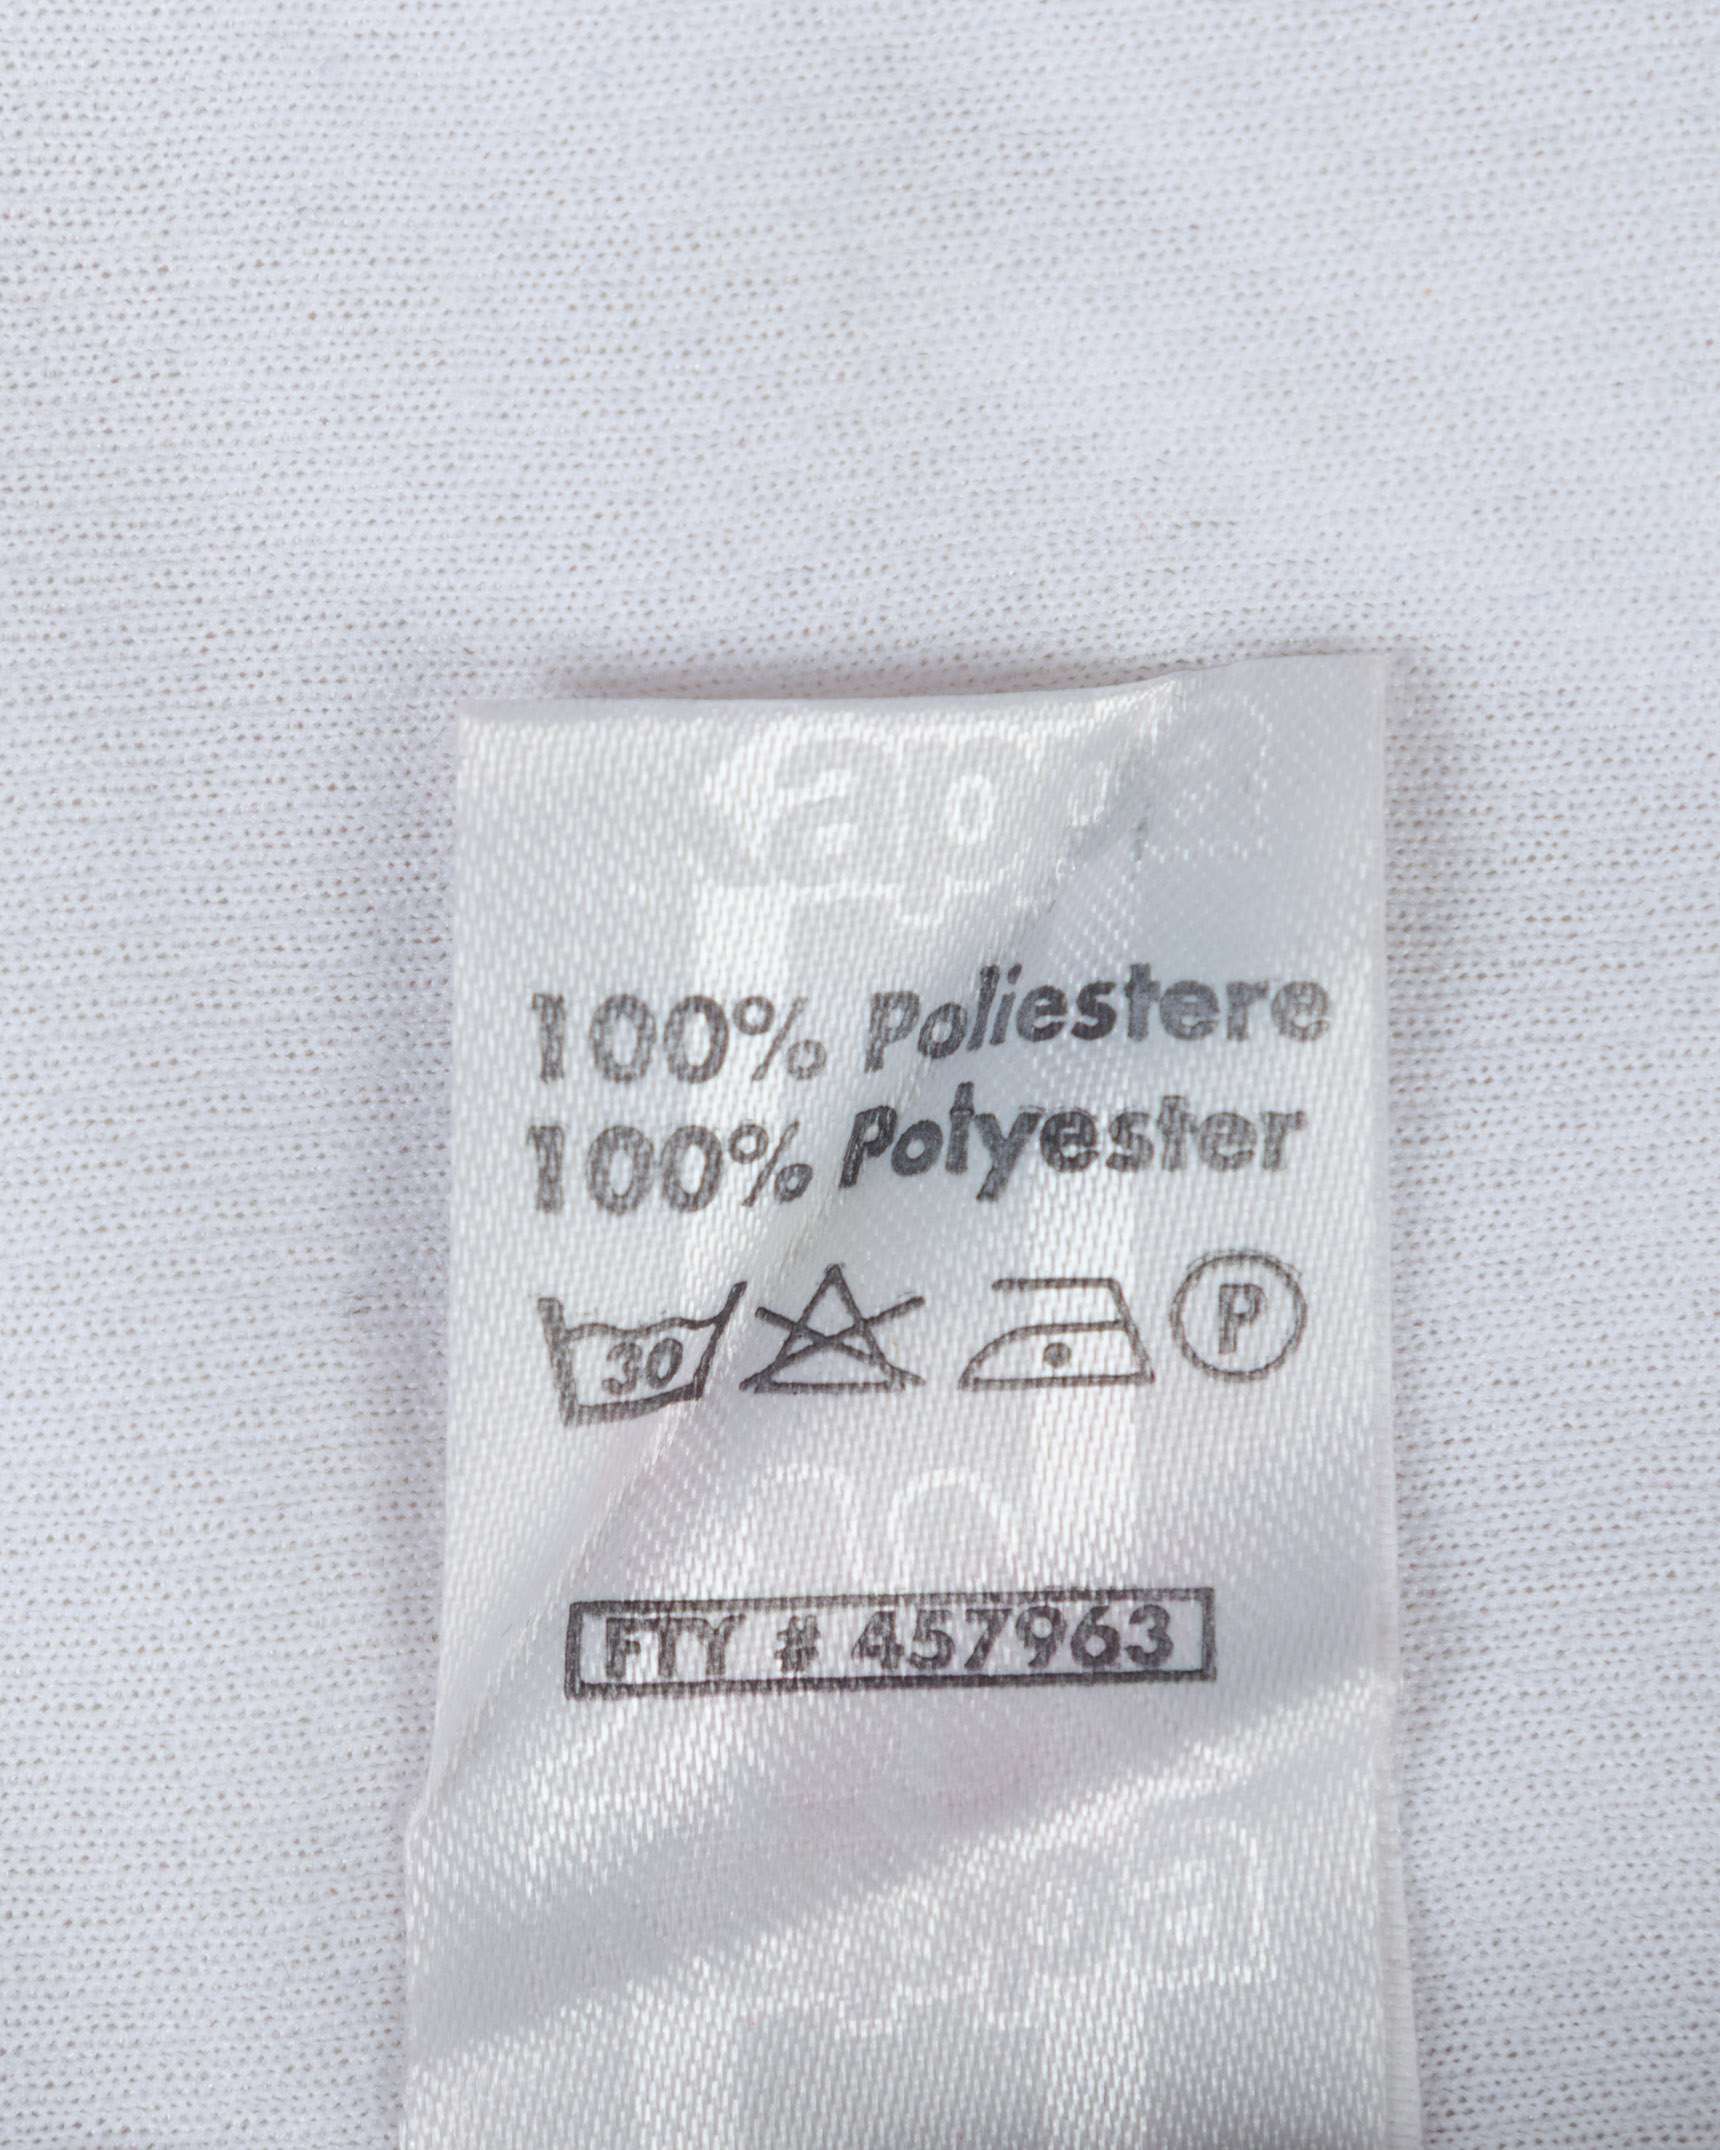 100% Poliestere
100% Polyester
30 P
FTY # 457963